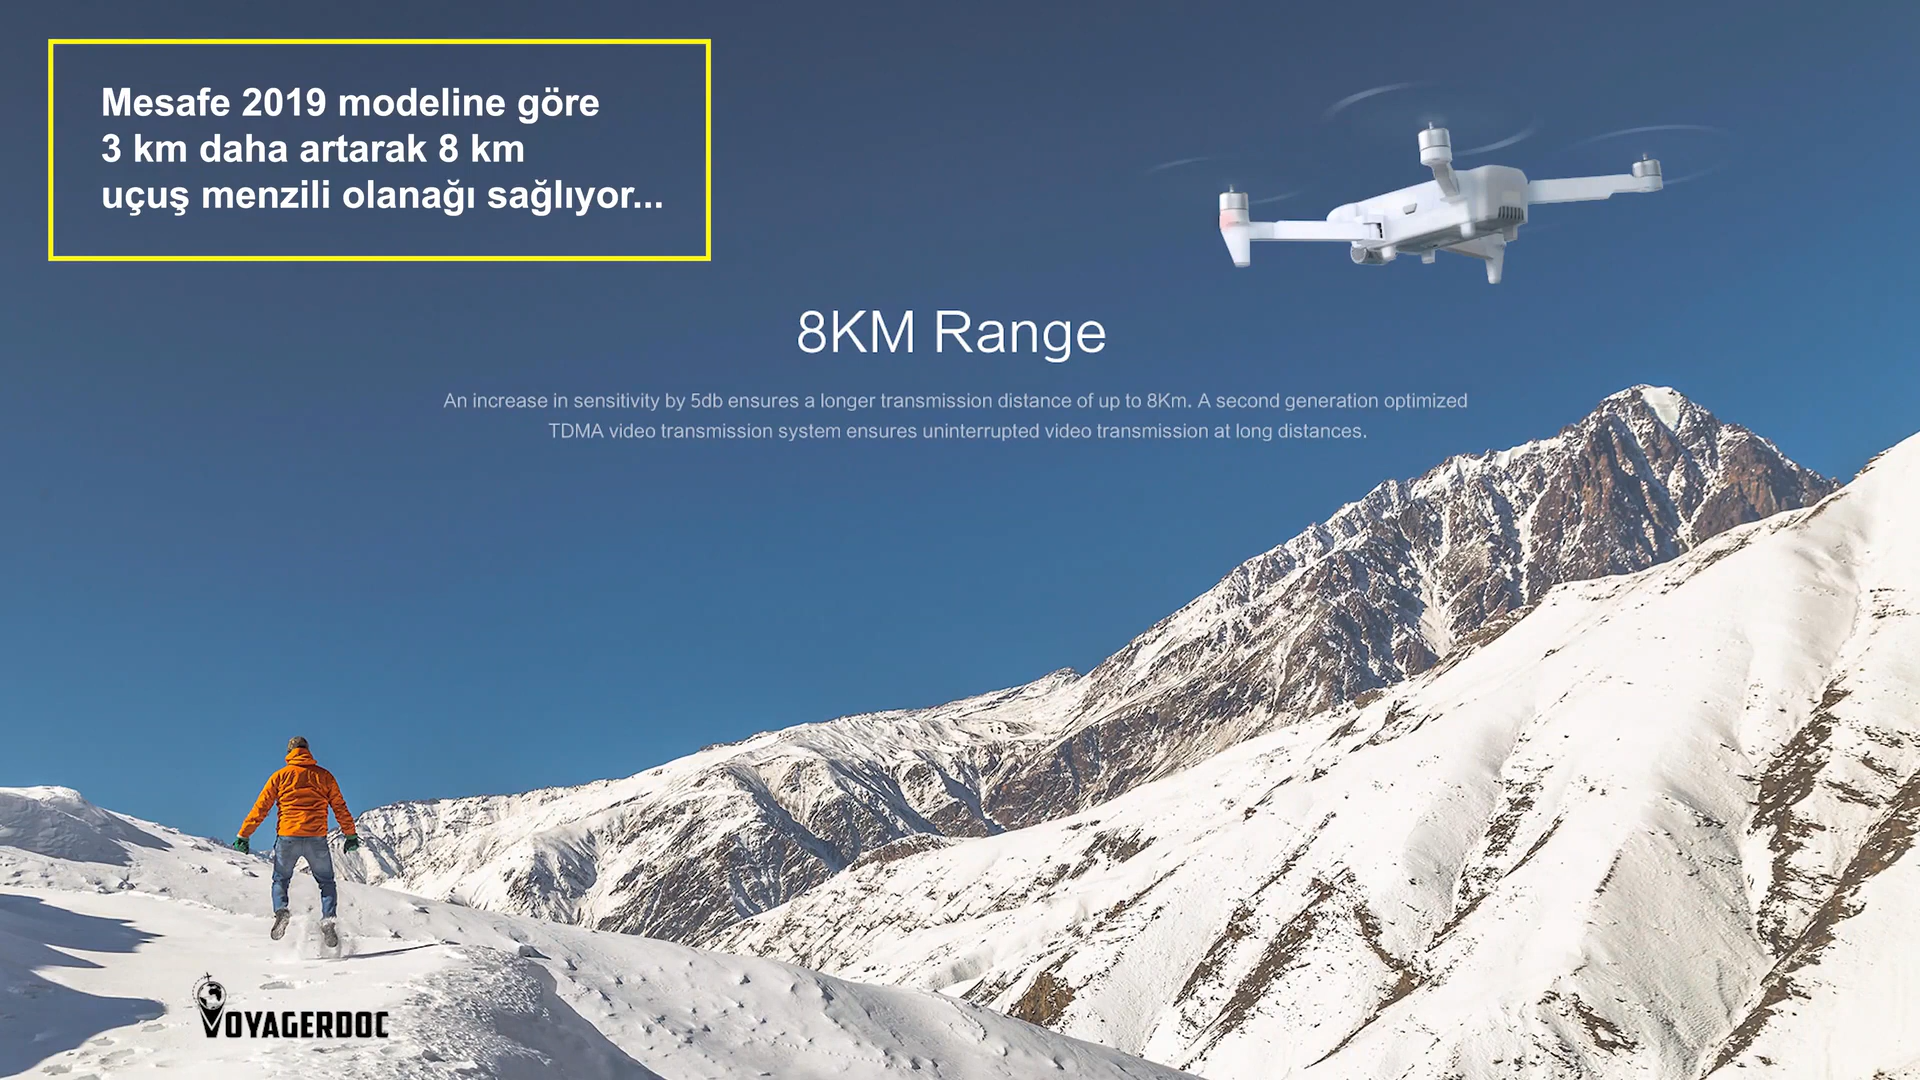 Mesafe 2019 modeline göre
3 km daha artarak 8 km
uçuş menzili olanağı sağlıyor...
8KM Range
An increase in sensitivity by 5db ensures a longer transmission distance of up to 8Km. A second generation optimized
TDMA video transmission system ensures uninterrupted video transmission at long distances.
VOYAGERDOC